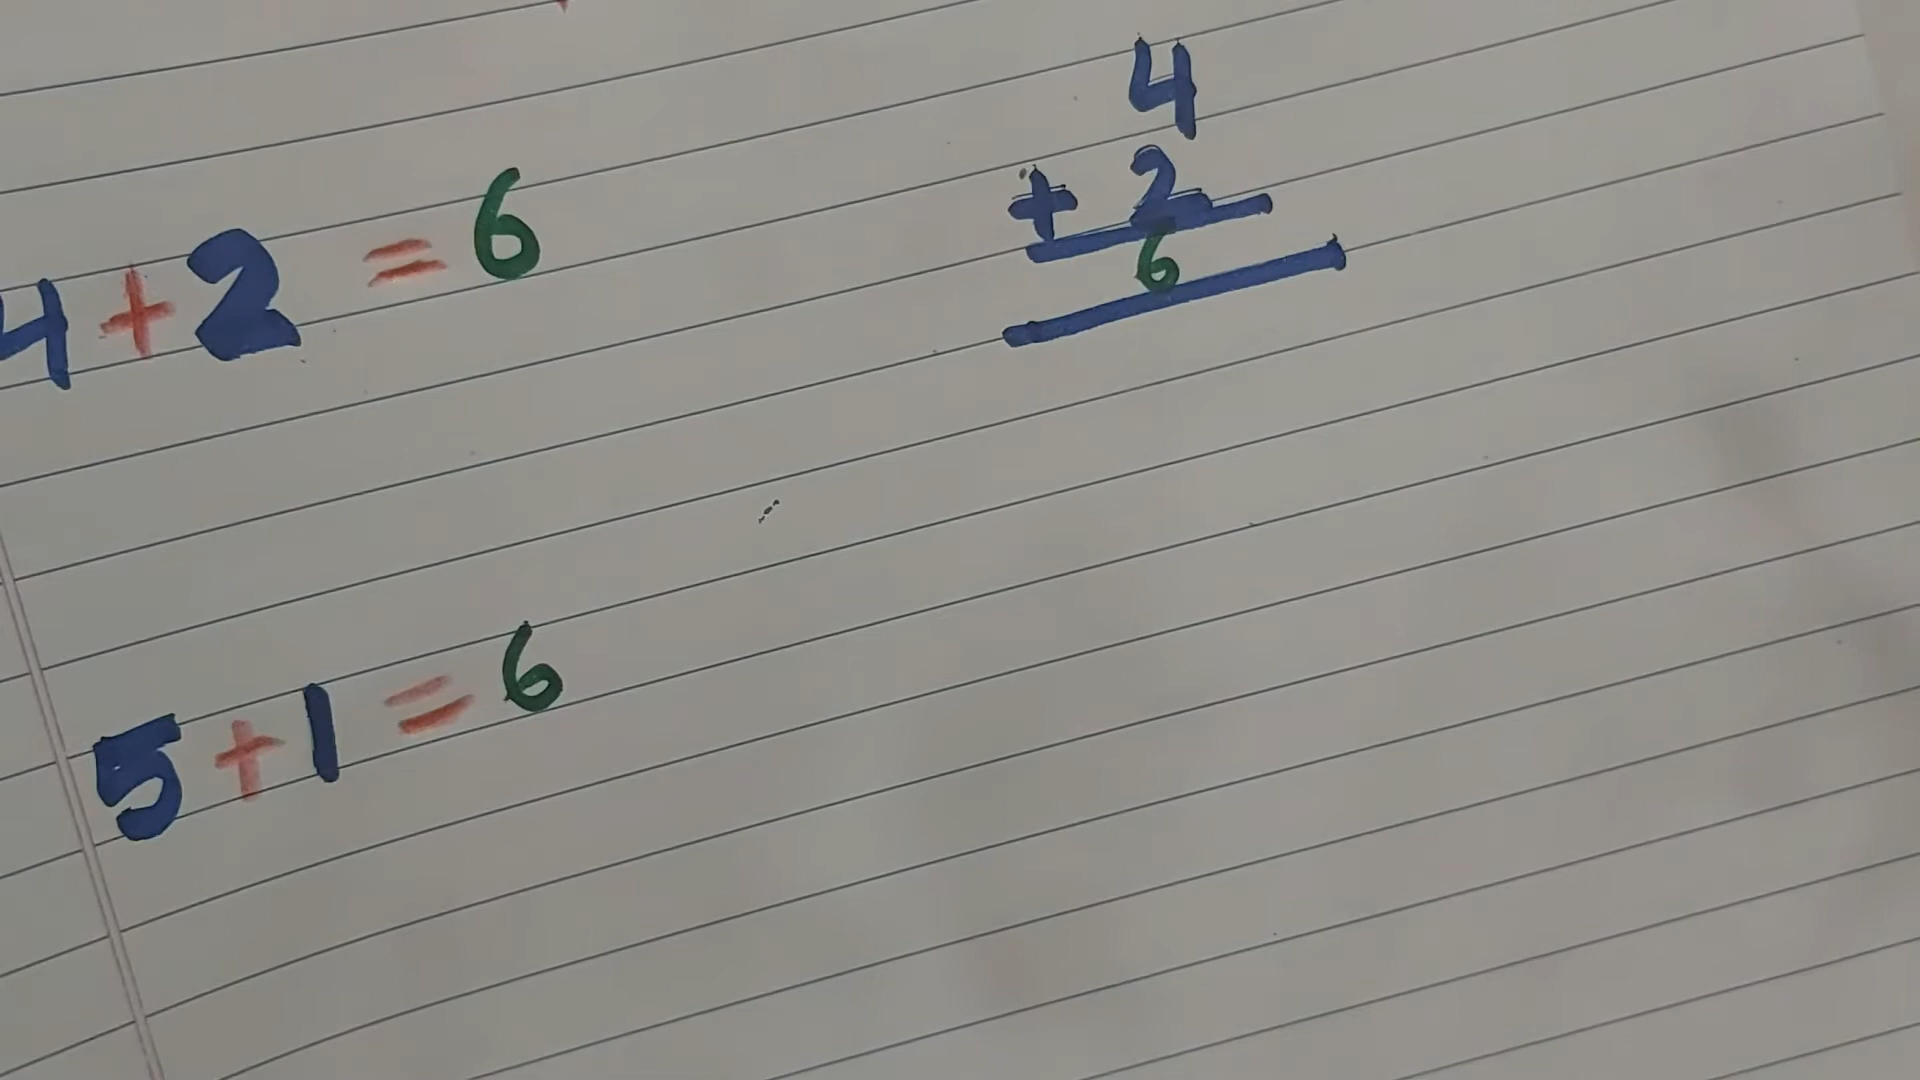 4+2 = 6
4
+ 2
6
5+1 = 6